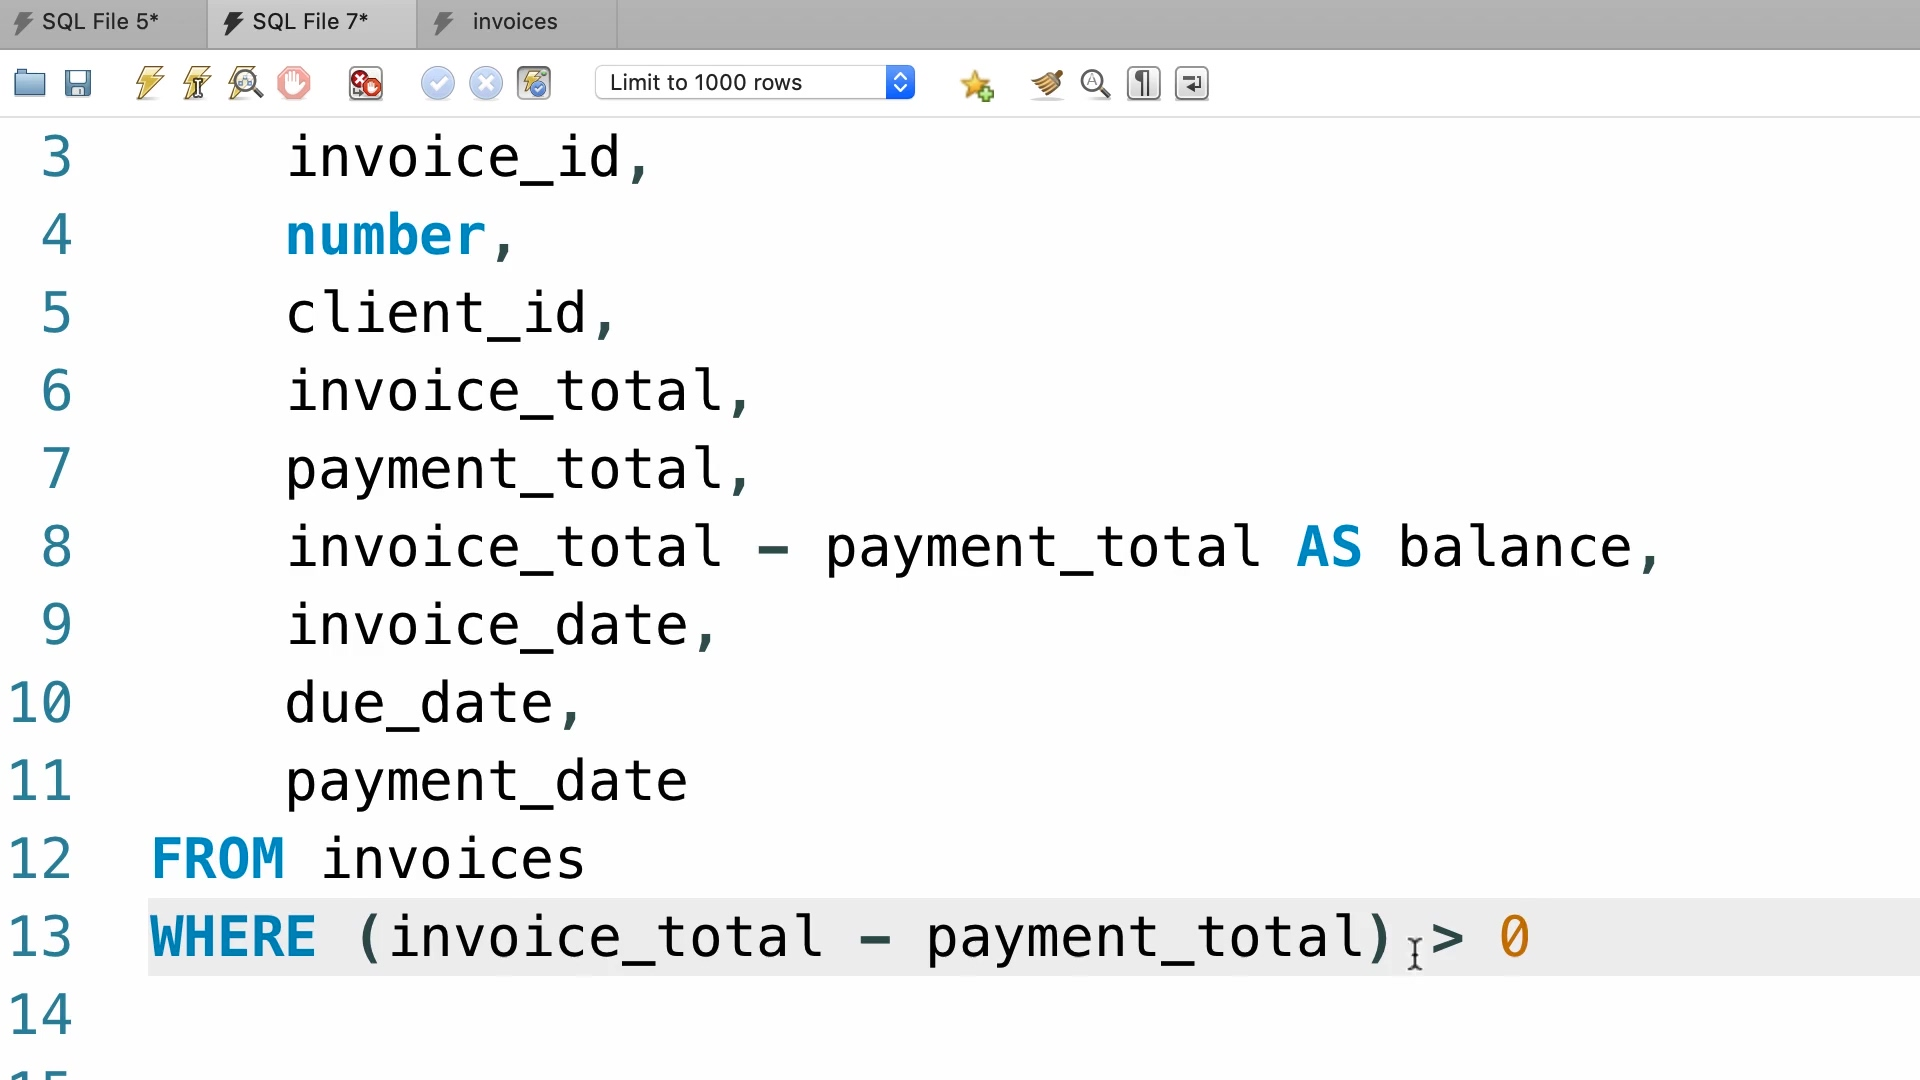 SQL File 5* SQL File 7* invoices
Limit to 1000 rows
3 invoice_id,
4 number,
5 client_id,
6 invoice_total,
7 payment_total,
8 invoice_total - payment_total AS balance,
9 invoice_date,
10 due_date,
11 payment_date
12 FROM invoices
13 WHERE (invoice_total - payment_total) > 0
14